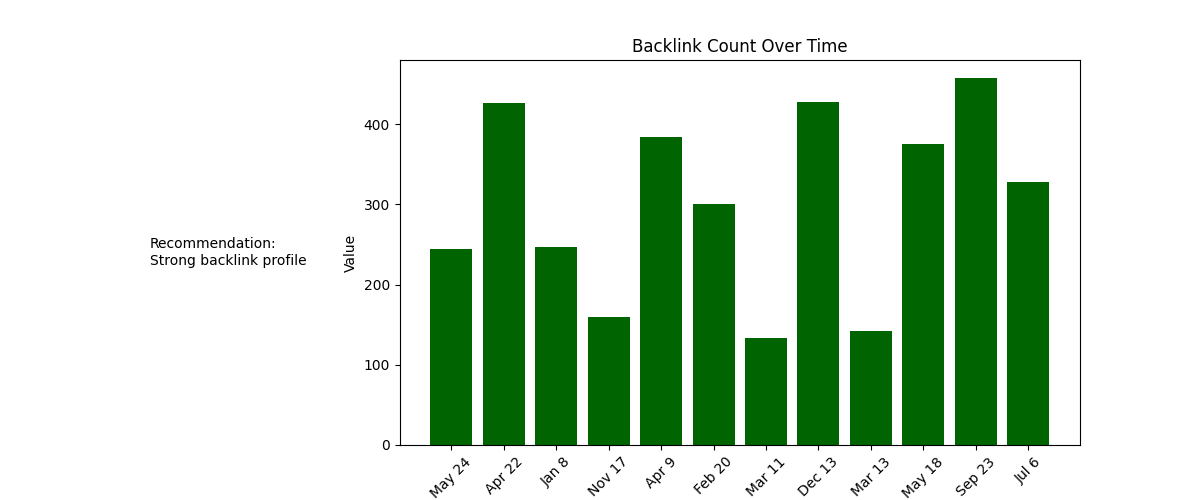 Backlink Count Over Time
Recommendation:
Strong backlink profile
Value
400
300
200
100
0
May 24
Apr 22
Jan 8
Nov 17
Apr 9
Feb 20
Mar 11
Dec 13
Mar 13
May 18
Sep 23
Jul 6